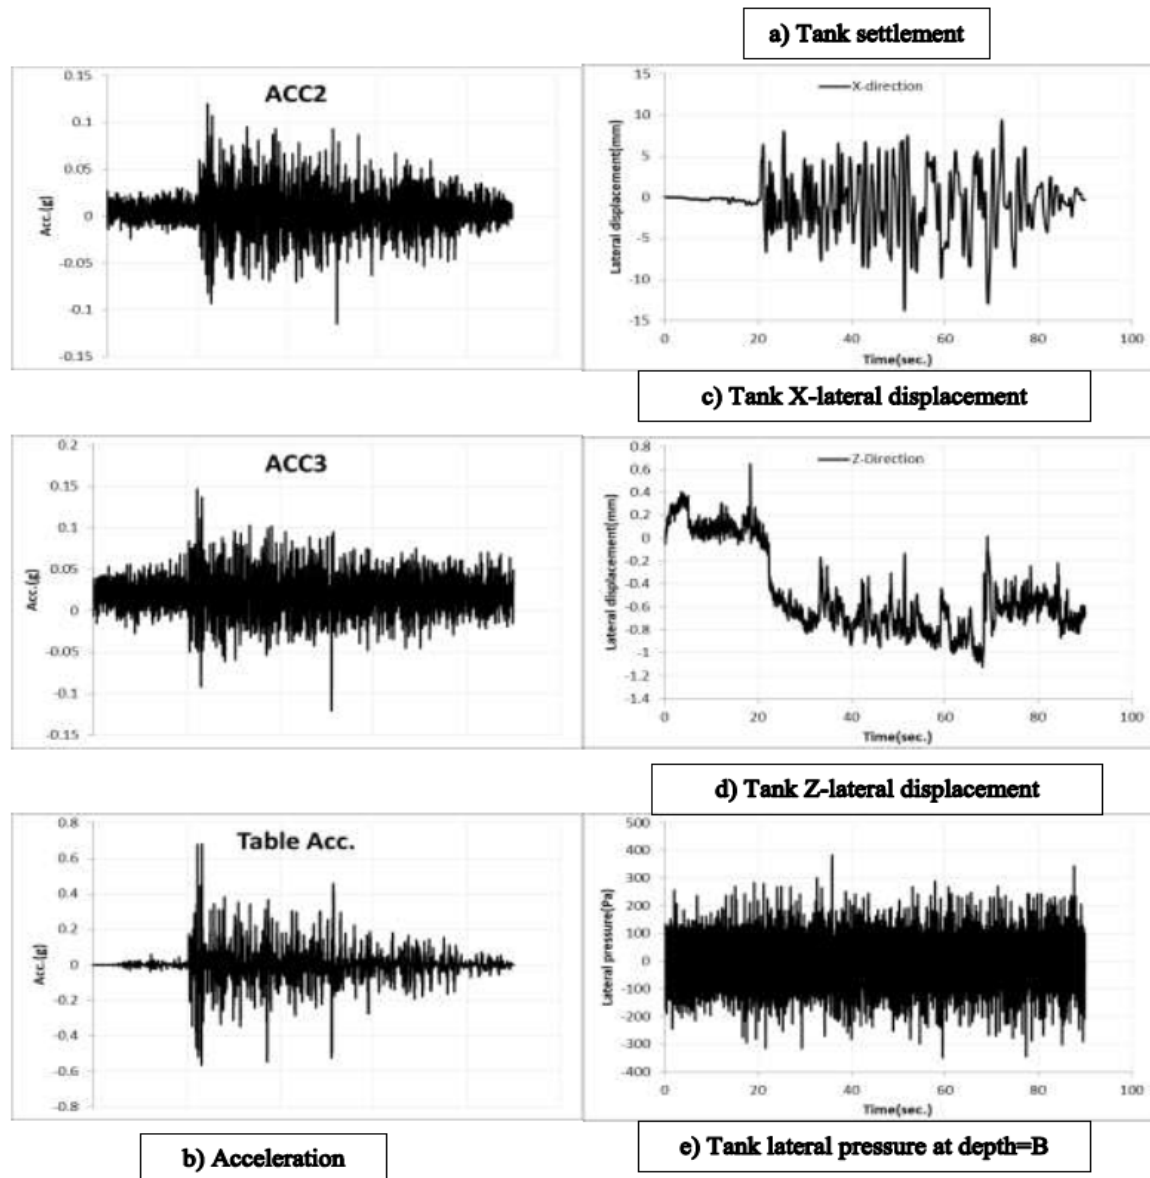 a) Tank settlement
ACC2
0.15
0.1
0.05
0
-0.05
-0.1
-0.15
Acc.(g)
X-direction
15
10
5
0
-5
-10
-15
Lateral displacement(mm)
0 20 40 60 80 100
Time(sec.)
c) Tank X-lateral displacement
ACC3
0.2
0.15
0.1
0.05
0
-0.05
-0.1
-0.15
Acc.(g)
Z-Direction
0.8
0.6
0.4
0.2
0
-0.2
-0.4
-0.6
-0.8
-1
-1.2
-1.4
Lateral displacement(mm)
0 20 40 60 80 100
Time(sec.)
d) Tank Z-lateral displacement
Table Acc.
0.8
0.6
0.4
0.2
0
-0.2
-0.4
-0.6
-0.8
Acc.(g)
500
400
300
200
100
0
-100
-200
-300
-400
Lateral pressure(Pa)
0 20 40 60 80 100
Time(sec.)
b) Acceleration
e) Tank lateral pressure at depth=B